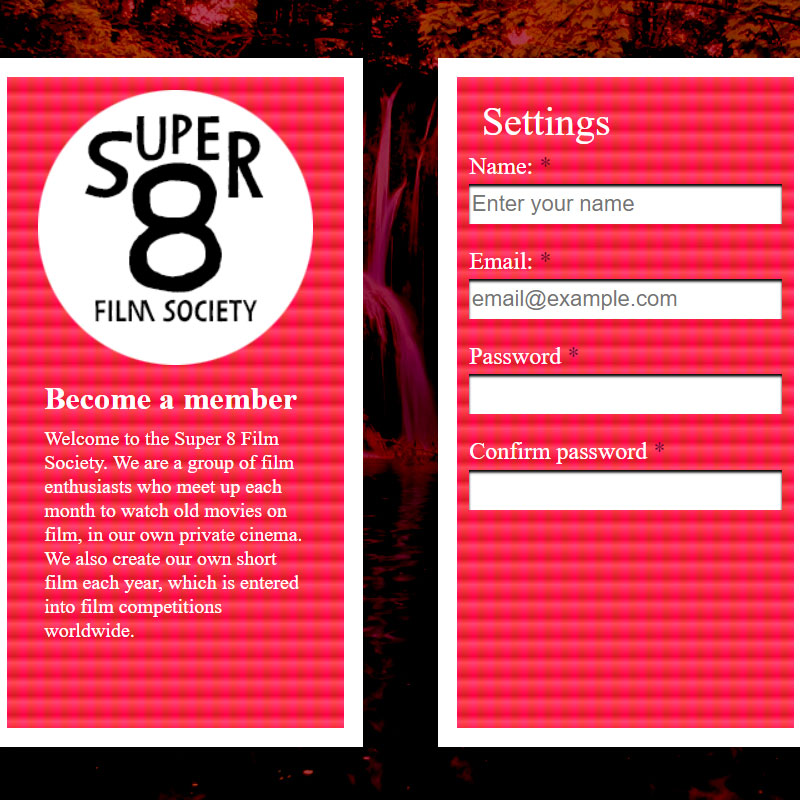 SUPER
8
FILM SOCIETY
Become a member
Welcome to the Super 8 Film
Society. We are a group of film
enthusiasts who meet up each
month to watch old movies on
film, in our own private cinema.
We also create our own short
film each year, which is entered
into film competitions
worldwide.
Settings
Name: *
Enter your name
Email: *
email@example.com
Password *
Confirm password *